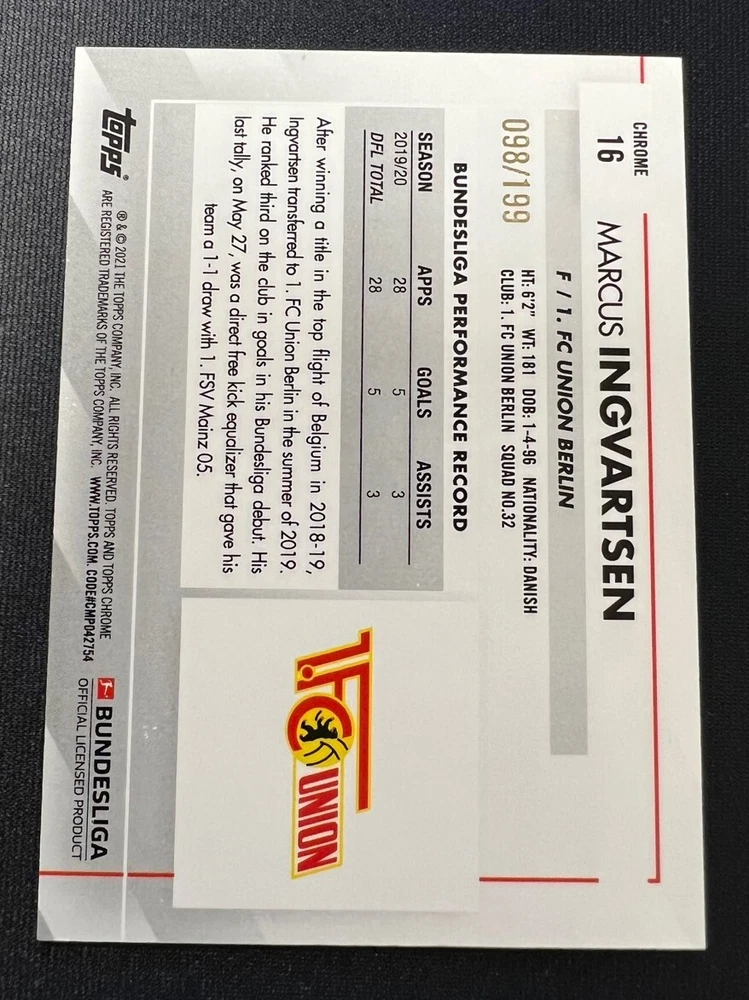 CHROME
16
MARCUS INGVARTSEN
F / 1. FC UNION BERLIN
098/199
HT: 6'2" WT: 181 DOB: 1-4-96 NATIONALITY: DANISH
CLUB: 1. FC UNION BERLIN SQUAD NO.32
BUNDESLIGA PERFORMANCE RECORD
SEASON APPS GOALS ASSISTS
2019/20 28 5 3
DFL TOTAL 28 5 3
After winning a title in the top flight of Belgium in 2018-19,
Ingvartsen transferred to 1. FC Union Berlin in the summer of 2019.
He ranked third on the club in goals in his Bundesliga debut. His
last tally, on May 27, was a direct free kick equalizer that gave his
team a 1-1 draw with 1. FSV Mainz 05.
1.FC
UNION
topps®
® & © 2021 THE TOPPS COMPANY, INC. ALL RIGHTS RESERVED. TOPPS AND TOPPS CHROME
ARE REGISTERED TRADEMARKS OF THE TOPPS COMPANY, INC. WWW.TOPPS.COM. CODE#CMP042754
BUNDESLIGA
OFFICIAL LICENSED PRODUCT